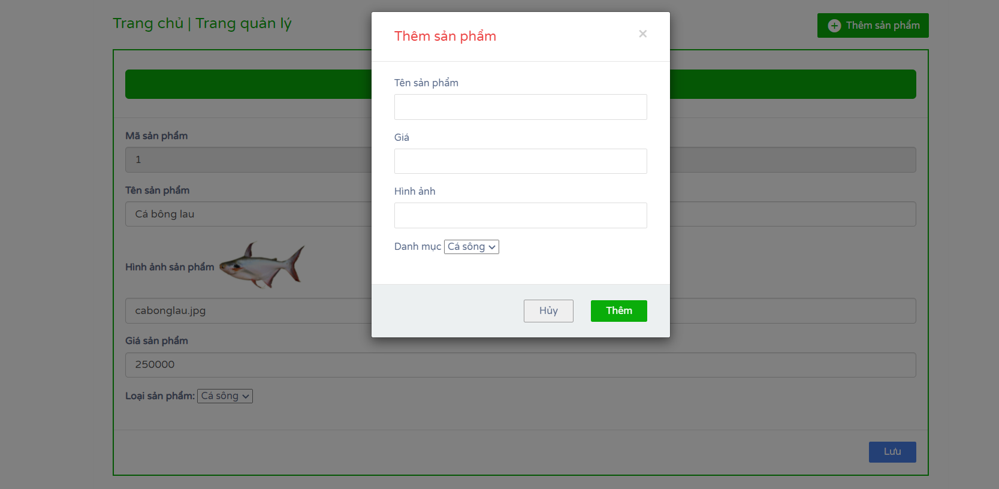 Trang chủ | Trang quản lý
Thêm sản phẩm
Mã sản phẩm
1
Tên sản phẩm
Cá bông lau
Hình ảnh sản phẩm
cabonglau.jpg
Giá sản phẩm
250000
Loại sản phẩm: Cá sông
Lưu
Thêm sản phẩm ×
Tên sản phẩm
Giá
Hình ảnh
Danh mục Cá sông
Hủy Thêm